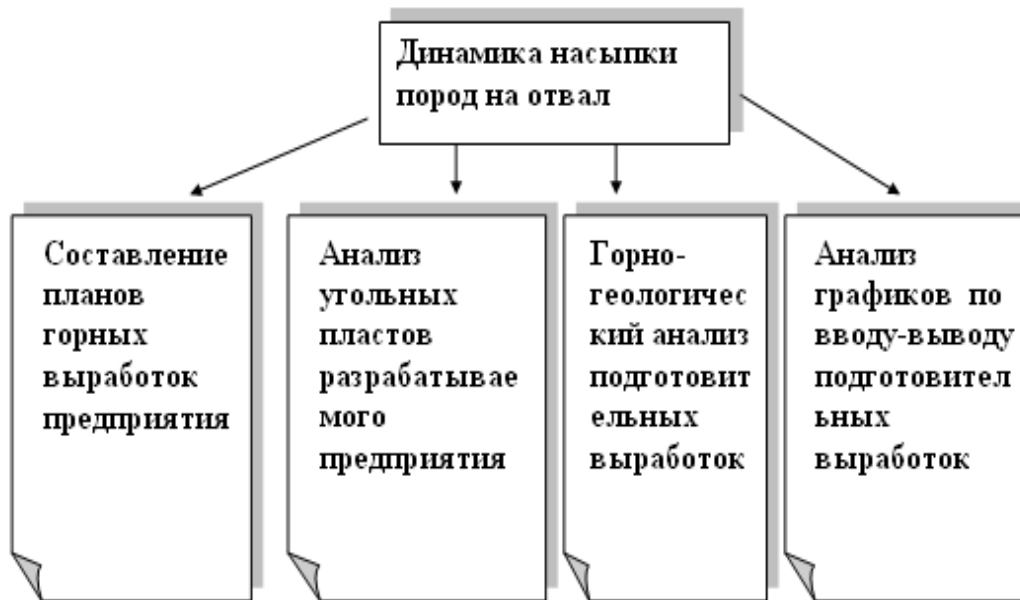 Динамика насыпки
пород на отвал
Составление
планов
горных
выработок
предприятия
Анализ
угольных
пластов
разрабатывае
мого
предприятия
Горно-
геологичес
кий анализ
подготовит
ельных
выработок
Анализ
графиков по
вводу-выводу
подготовител
ьных
выработок